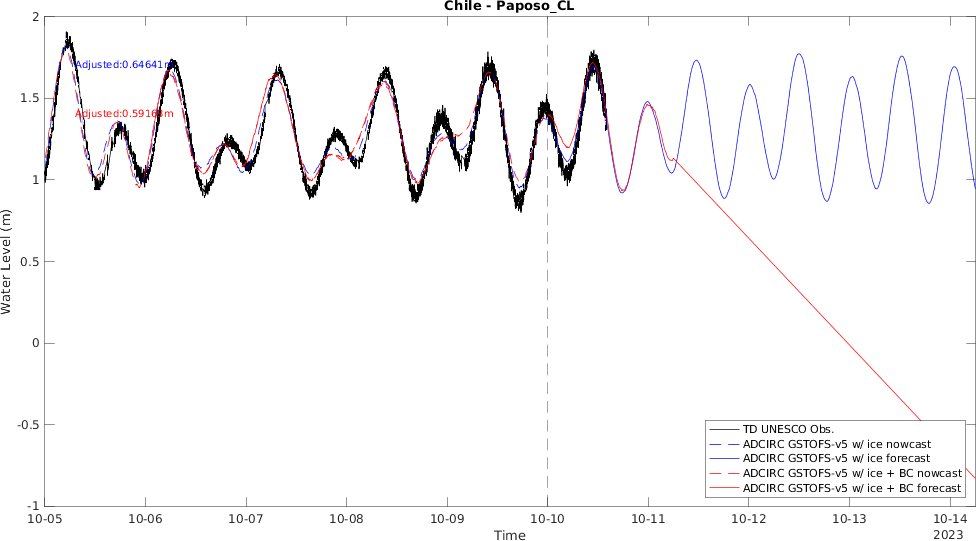 Chile - Paposo_CL
2
Adjusted:0.64641m
1.5
Adjusted:0.59163m
1
0.5
0
-0.5
-1
Water Level (m)
TD UNESCO Obs.
ADCIRC GSTOFS-v5 w/ ice nowcast
ADCIRC GSTOFS-v5 w/ ice forecast
ADCIRC GSTOFS-v5 w/ ice + BC nowcast
ADCIRC GSTOFS-v5 w/ ice + BC forecast
10-05 10-06 10-07 10-08 10-09 10-10 10-11 10-12 10-13 10-14
Time
2023